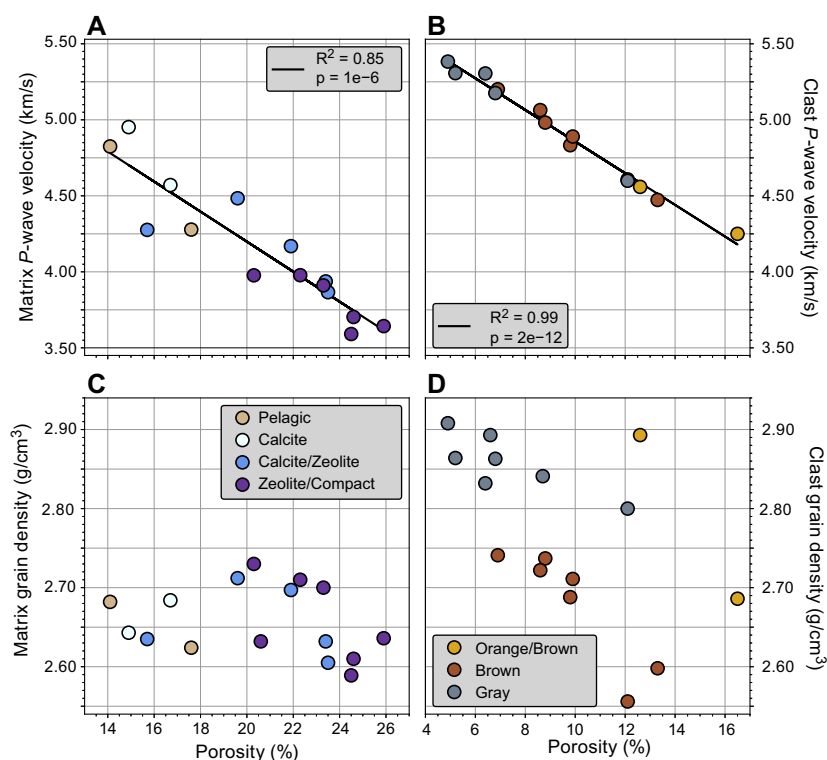 A
B
5.50
5.00
4.50
4.00
3.50
Matrix P-wave velocity (km/s)
R² = 0.85
p = 1e-6
R² = 0.99
p = 2e−12
5.50
5.00
4.50
4.00
3.50
Clast P-wave velocity (km/s)
C
D
2.90
2.80
2.70
2.60
Matrix grain density (g/cm³)
Pelagic
Calcite
Calcite/Zeolite
Zeolite/Compact
Orange/Brown
Brown
Gray
2.90
2.80
2.70
2.60
Clast grain density (g/cm³)
14 16 18 20 22 24 26
Porosity (%)
4 6 8 10 12 14 16
Porosity (%)